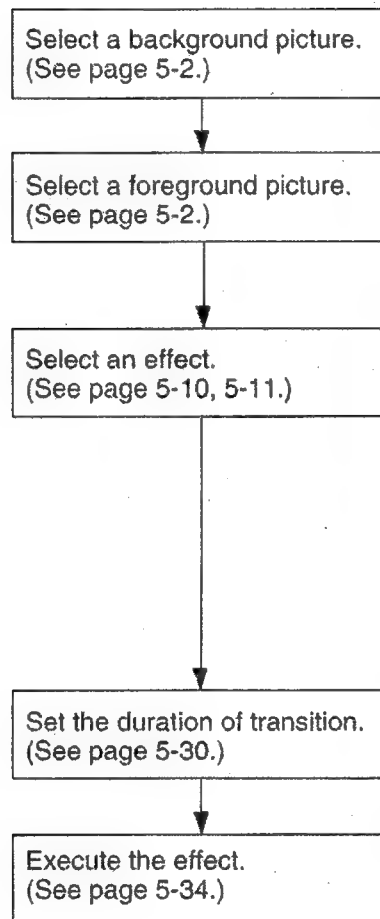 Select a background picture.
(See page 5-2.)
Select a foreground picture.
(See page 5-2.)
Select an effect.
(See page 5-10, 5-11.)
Set the duration of transition.
(See page 5-30.)
Execute the effect.
(See page 5-34.)